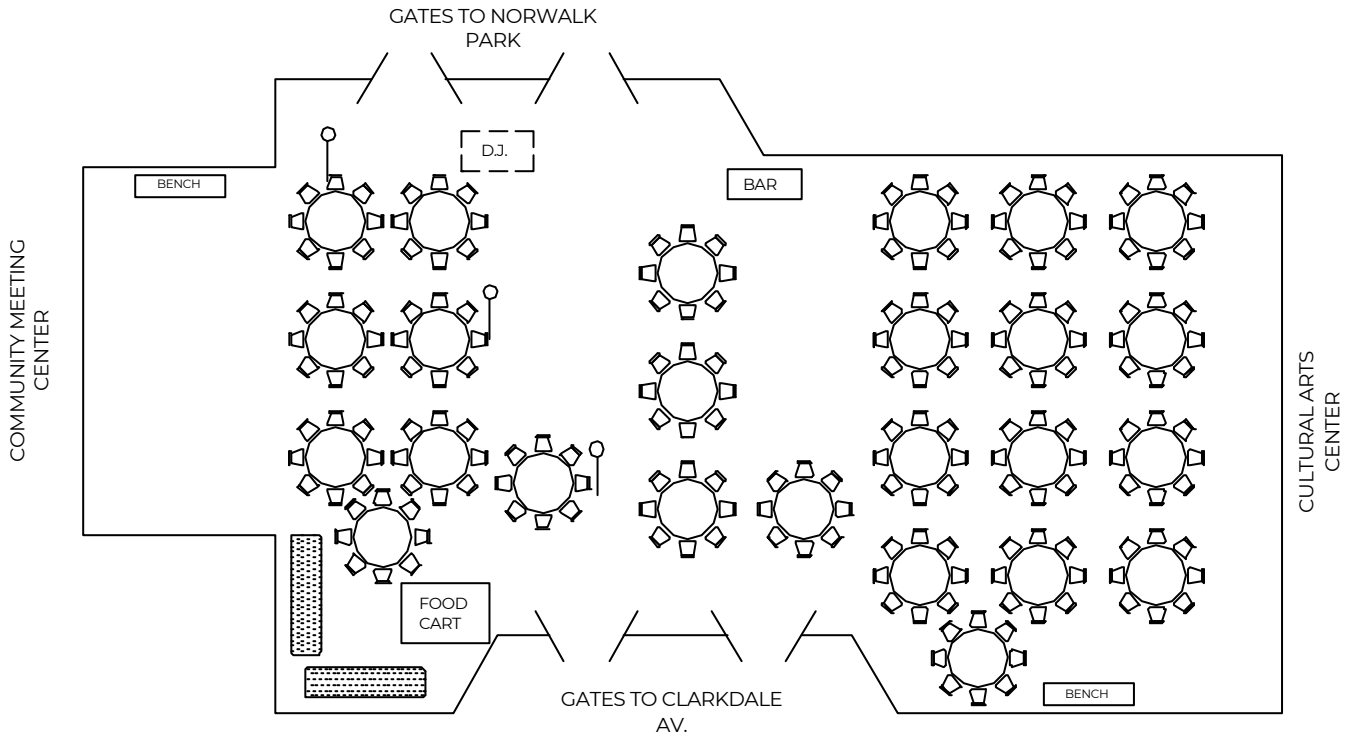 GATES TO NORWALK
PARK
D.J.
BENCH
BAR
COMMUNITY MEETING
CENTER
CULTURAL ARTS
CENTER
FOOD
CART
GATES TO CLARKDALE
AV.
BENCH